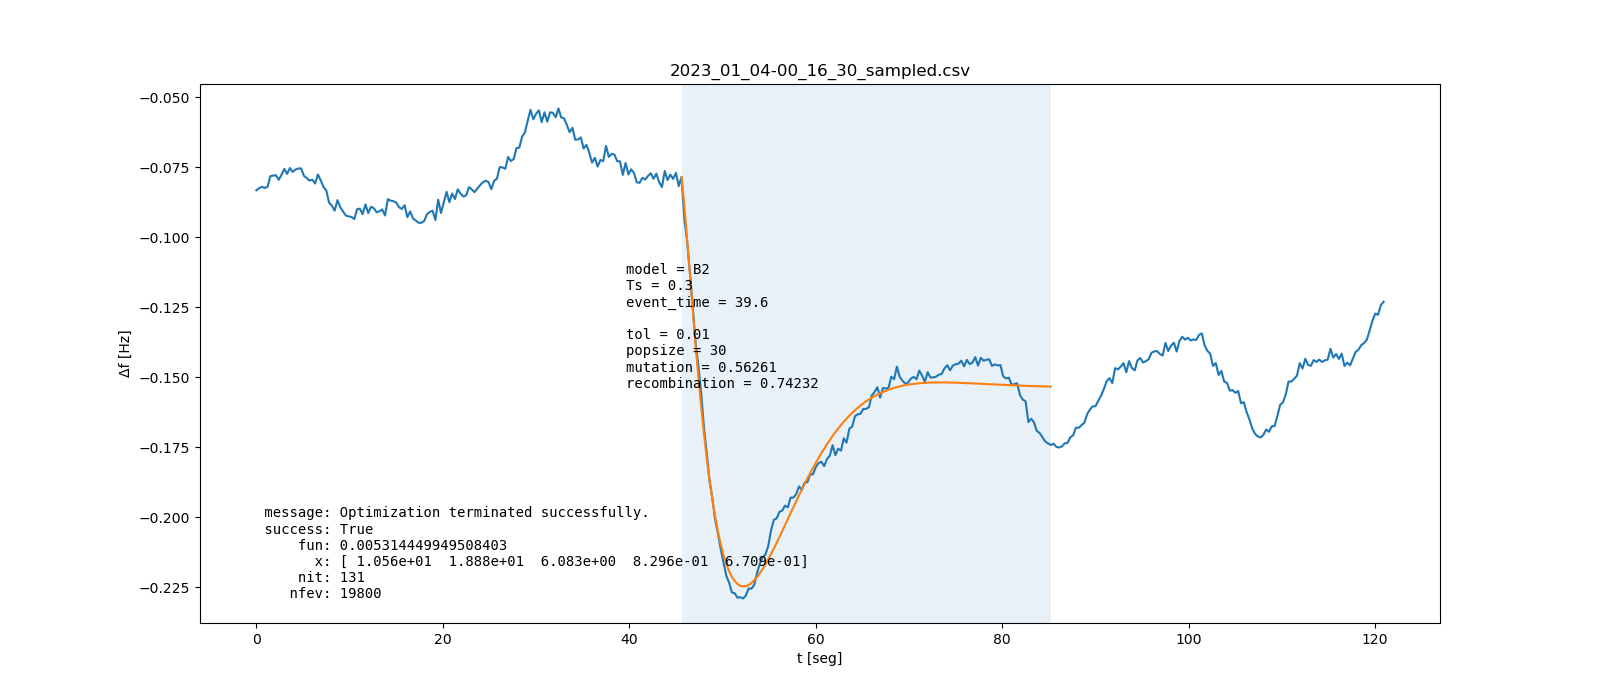 2023_01_04-00_16_30_sampled.csv
−0.050
−0.075
−0.100
−0.125
−0.150
−0.175
−0.200
−0.225
Δf [Hz]
model = B2
Ts = 0.3
event_time = 39.6
tol = 0.01
popsize = 30
mutation = 0.56261
recombination = 0.74232
message: Optimization terminated successfully.
success: True
fun: 0.005314449949508403
x: [ 1.056e+01 1.888e+01 6.083e+00 8.296e-01 6.709e-01]
nit: 131
nfev: 19800
0 20 40 60 80 100 120
t [seg]